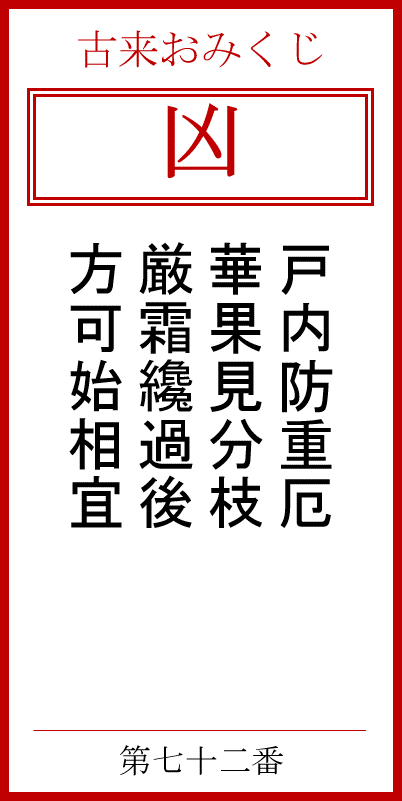 古来おみくじ
凶
戸内防重厄
華果見分枝
厳霜纔過後
方可始相宜
第七十二番